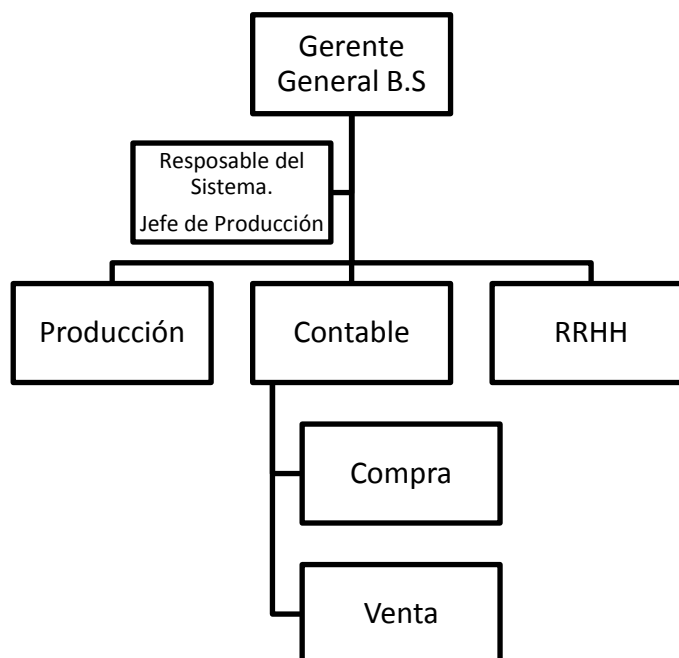 Gerente
General B.S
Resposable del
Sistema.
Jefe de Producción
Producción
Contable
RRHH
Compra
Venta